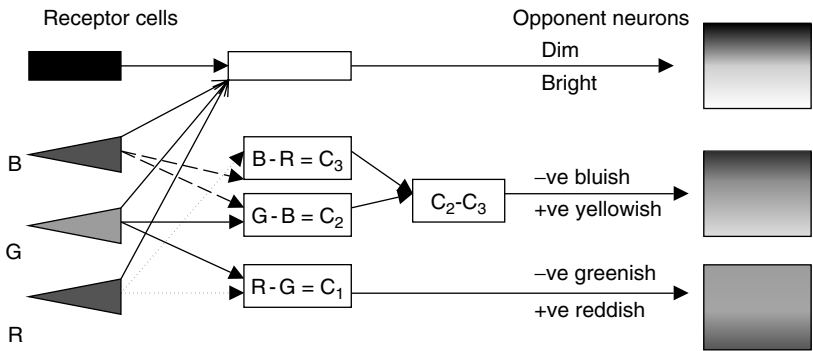 Receptor cells
Opponent neurons
Dim
Bright
B
B - R = C₃
G - B = C₂
C₂-C₃
–ve bluish
+ve yellowish
G
R - G = C₁
–ve greenish
+ve reddish
R